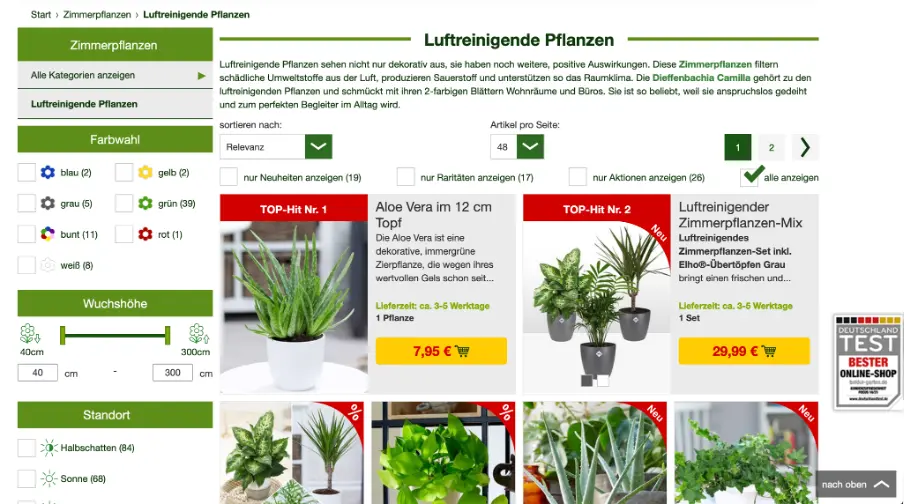 Start › Zimmerpflanzen › Luftreinigende Pflanzen
Zimmerpflanzen
Alle Kategorien anzeigen
Luftreinigende Pflanzen
Farbwahl
blau (2)
gelb (2)
grau (5)
grün (39)
bunt (11)
rot (1)
weiß (8)
Wuchshöhe
40cm
300cm
40 cm - 300 cm
Standort
Halbschatten (84)
Sonne (68)
Luftreinigende Pflanzen
Luftreinigende Pflanzen sehen nicht nur dekorativ aus, sie haben noch weitere, positive Auswirkungen. Diese Zimmerpflanzen filtern
schädliche Umweltstoffe aus der Luft, produzieren Sauerstoff und unterstützen so das Raumklima. Die Dieffenbachia Camilla gehört zu den
luftreinigenden Pflanzen und schmückt mit ihren 2-farbigen Blättern Wohnräume und Büros. Sie ist so beliebt, weil sie anspruchslos gedeiht
und zum perfekten Begleiter im Alltag wird.
sortieren nach:
Relevanz
Artikel pro Seite:
48
1
2
nur Neuheiten anzeigen (19)
nur Raritäten anzeigen (17)
nur Aktionen anzeigen (26)
alle anzeigen
TOP-Hit Nr. 1
Aloe Vera im 12 cm
Topf
Die Aloe Vera ist eine
dekorative, immergrüne
Zierpflanze, die wegen ihres
wertvollen Gels schon seit...
Lieferzeit: ca. 3-5 Werktage
1 Pflanze
7,95 €
TOP-Hit Nr. 2
Neu
Luftreinigender
Zimmerpflanzen-Mix
Luftreinigendes
Zimmerpflanzen-Set inkl.
Elho®-Übertöpfen Grau
bringt einen frischen und...
Lieferzeit: ca. 3-5 Werktage
1 Set
29,99 €
%
%
Neu
Neu
DEUTSCHLAND
TEST
BESTER
ONLINE-SHOP
nach oben